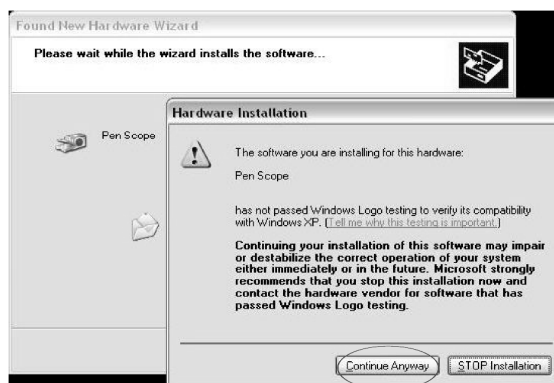 Found New Hardware Wizard
Please wait while the wizard installs the software...
Pen Scope
Hardware Installation
The software you are installing for this hardware:
Pen Scope
has not passed Windows Logo testing to verify its compatibility
with Windows XP. (Tell me why this testing is important.)
Continuing your installation of this software may impair
or destabilize the correct operation of your system
either immediately or in the future. Microsoft strongly
recommends that you stop this installation now and
contact the hardware vendor for software that has
passed Windows Logo testing.
Continue Anyway
STOP Installation